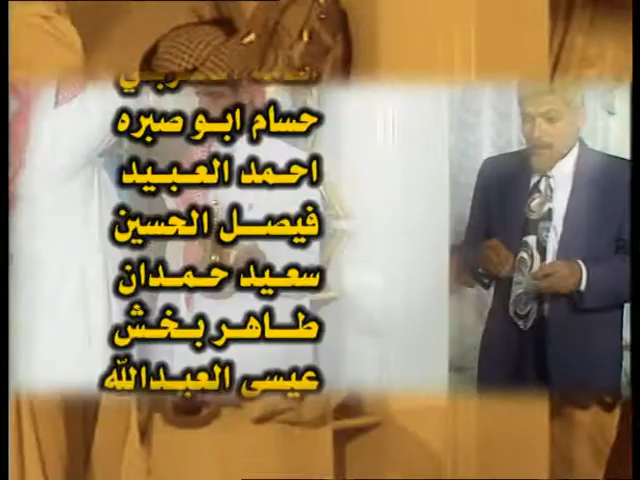 حسام ابو صبره
احمد العبيد
فيصل الحسين
سعيد حمدان
طاهر بخش
عيسى العبدالله